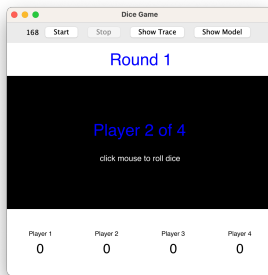 Dice Game
168 Start Stop Show Trace Show Model
Round 1
Player 2 of 4
click mouse to roll dice
Player 1 Player 2 Player 3 Player 4
0 0 0 0